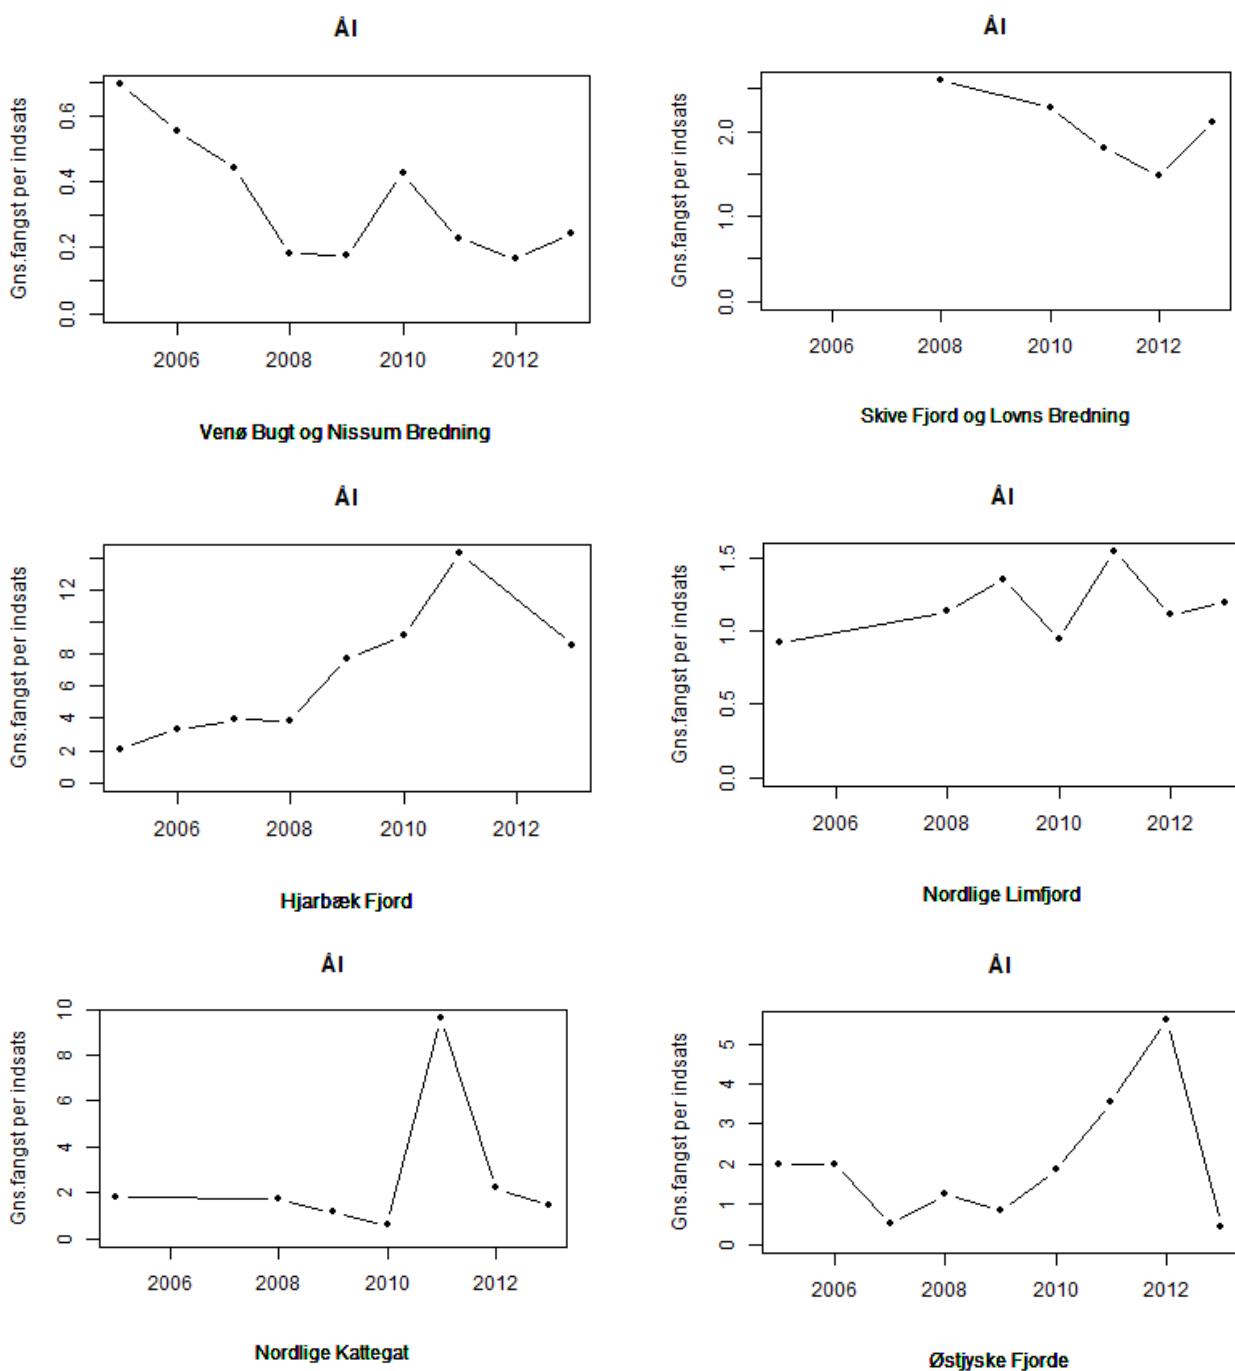 Ål
Gns.fangst per indsats
0.0
0.2
0.4
0.6
2006
2008
2010
2012
Venø Bugt og Nissum Bredning
Ål
Gns.fangst per indsats
0.0
1.0
2.0
2006
2008
2010
2012
Skive Fjord og Lovns Bredning
Ål
Gns.fangst per indsats
0
2
4
6
8
12
2006
2008
2010
2012
Hjarbæk Fjord
Ål
Gns.fangst per indsats
0.0
0.5
1.0
1.5
2006
2008
2010
2012
Nordlige Limfjord
Ål
Gns.fangst per indsats
0
2
4
6
8
10
2006
2008
2010
2012
Nordlige Kattegat
Ål
Gns.fangst per indsats
0
1
2
3
4
5
2006
2008
2010
2012
Østjyske Fjorde